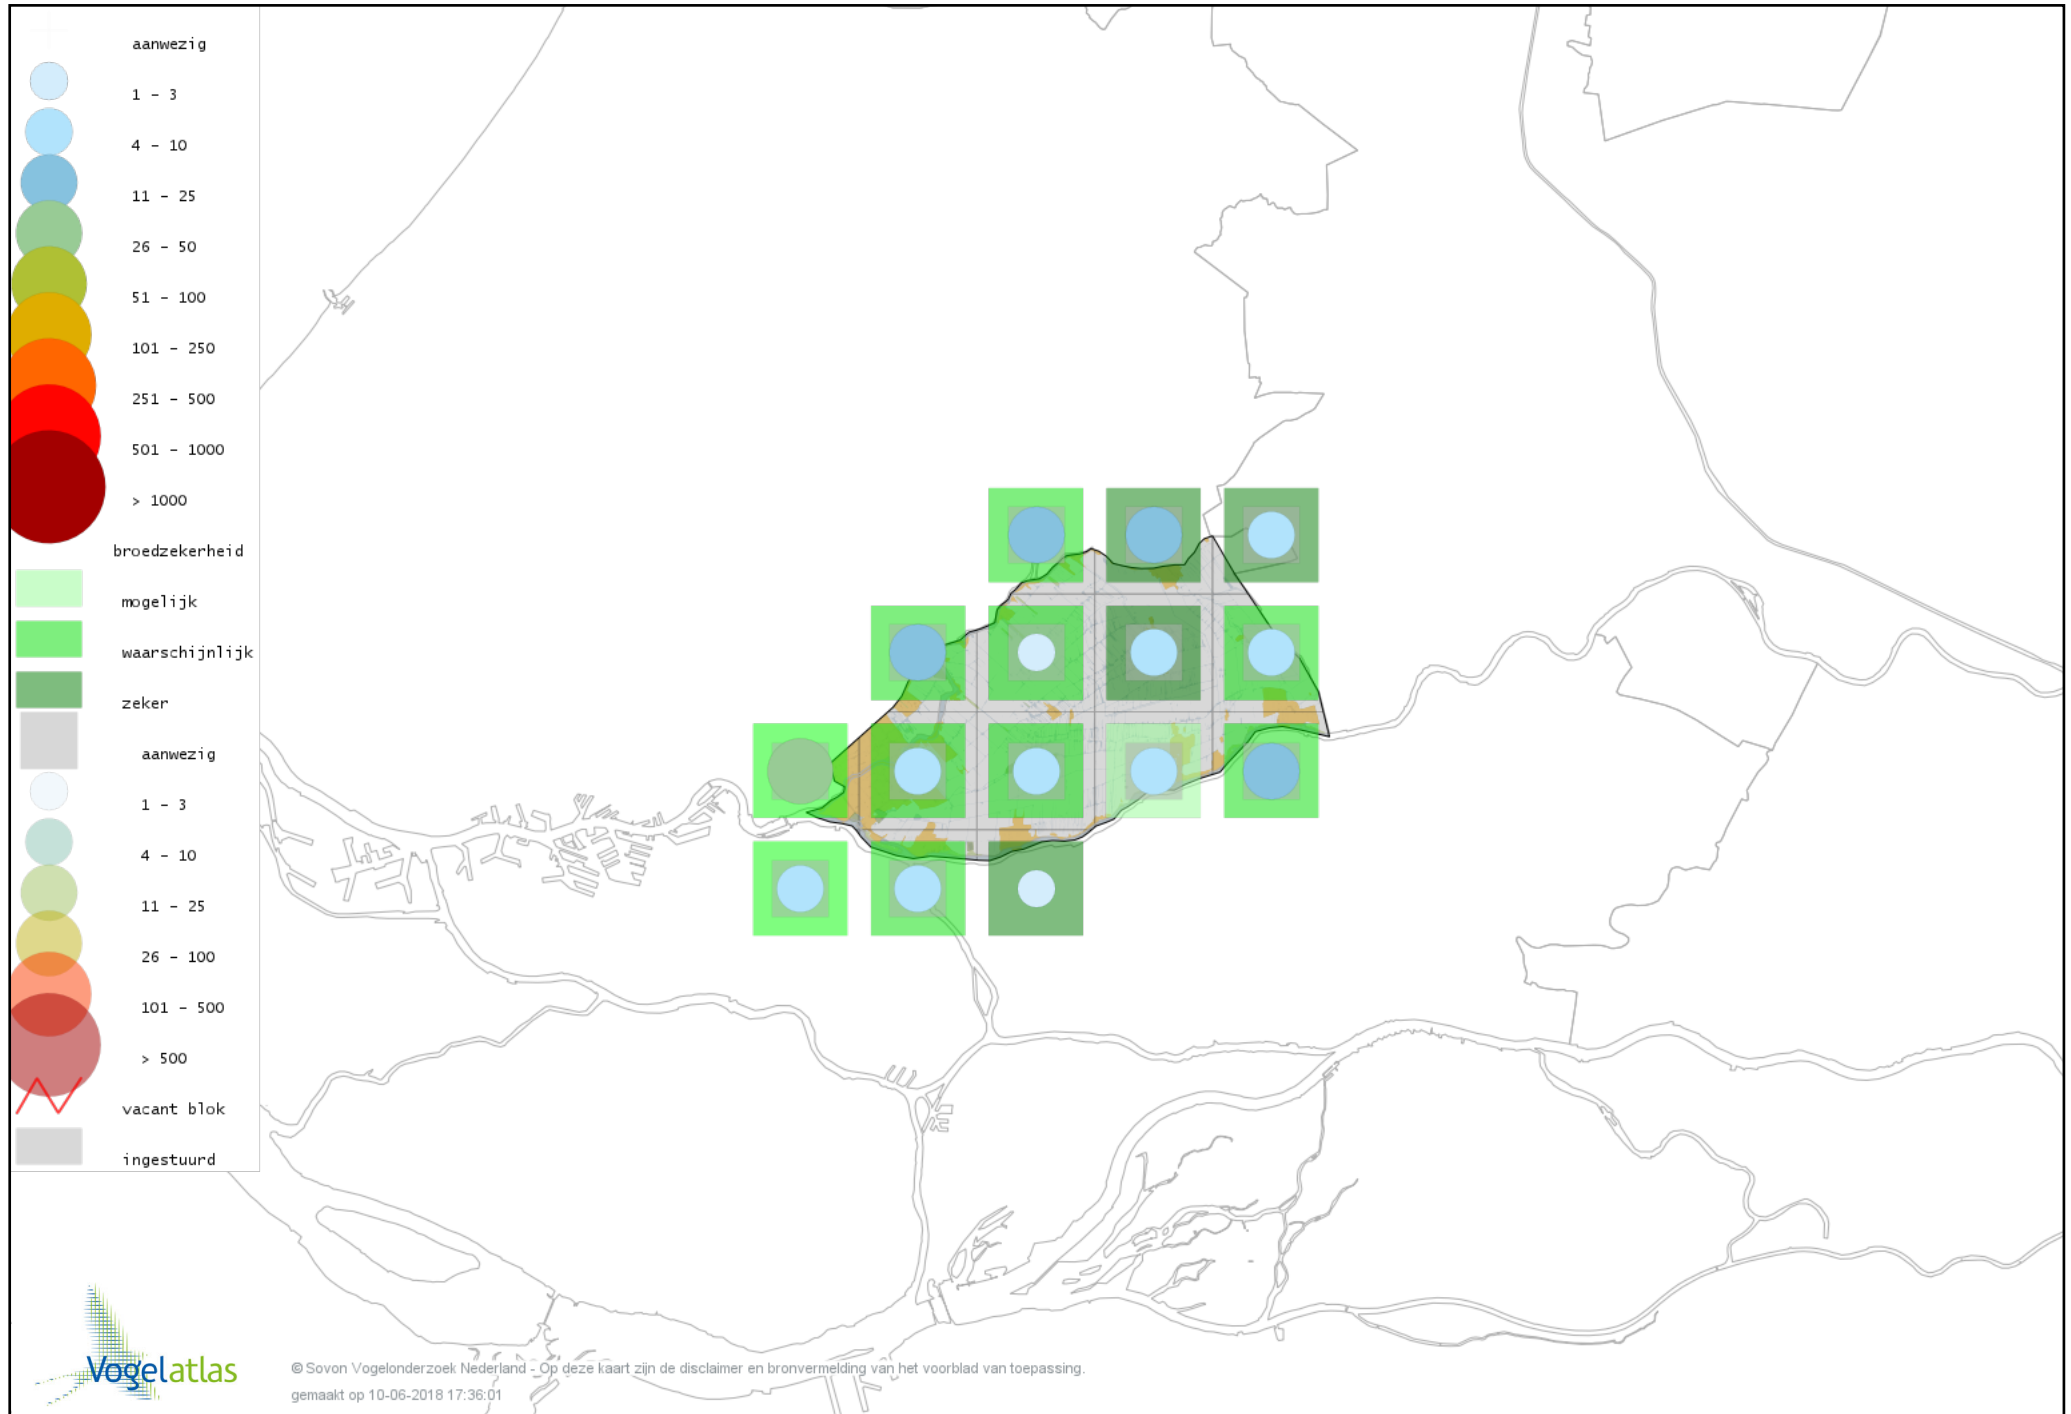 aanwezig
1 - 3
4 - 10
11 - 25
26 - 50
51 - 100
101 - 250
251 - 500
501 - 1000
> 1000
broedzekerheid
mogelijk
waarschijnlijk
zeker
aanwezig
1 - 3
4 - 10
11 - 25
26 - 100
101 - 500
> 500
vacant blok
ingestuurd
Vogelatlas
© Sovon Vogelonderzoek Nederland - Op deze kaart zijn de disclaimer en bronvermelding van het voorblad van toepassing.
gemaakt op 10-06-2018 17:36:01